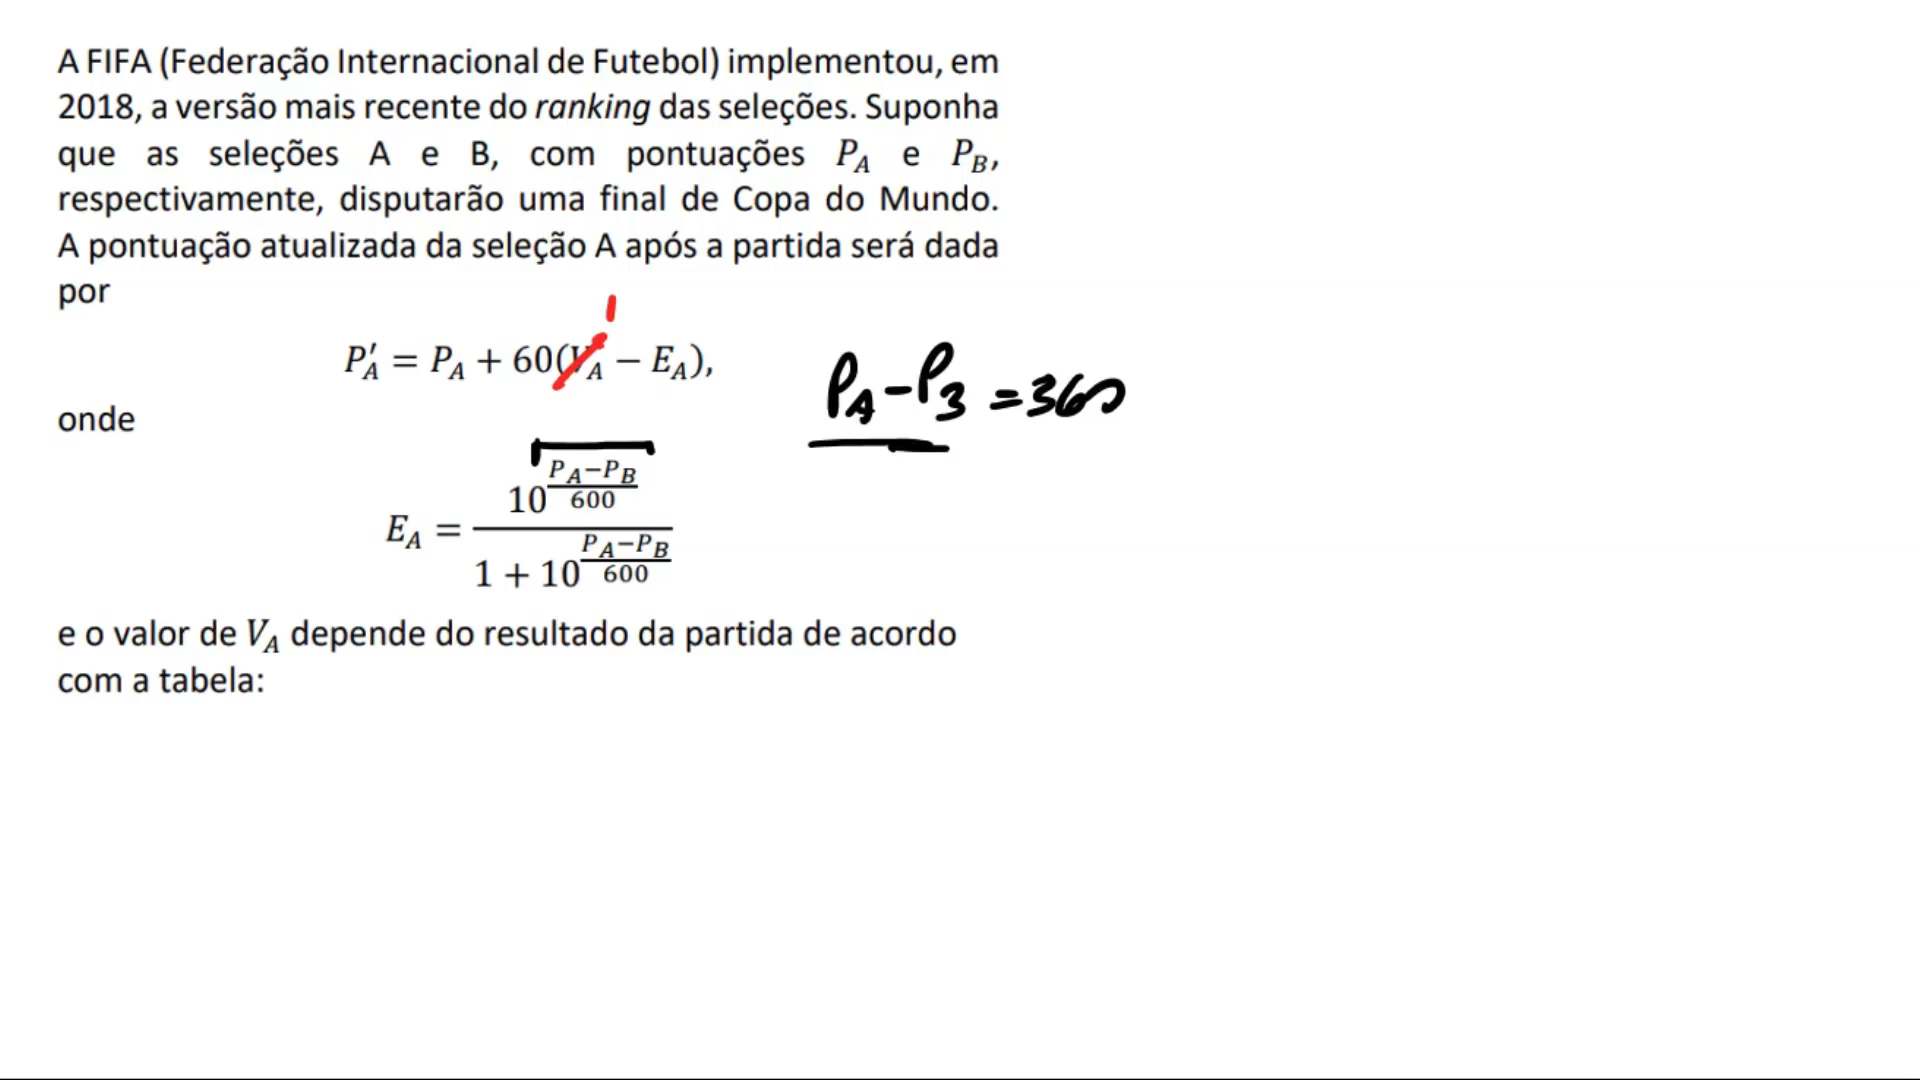 A FIFA (Federação Internacional de Futebol) implementou, em
2018, a versão mais recente do ranking das seleções. Suponha
que as seleções A e B, com pontuações P_A e P_B,
respectivamente, disputarão uma final de Copa do Mundo.
A pontuação atualizada da seleção A após a partida será dada
por
1
P'_A = P_A + 60(V_A − E_A),
P_A - P_B = 360
onde
E_A = \frac{10^{\frac{P_A−P_B}{600}}}{1 + 10^{\frac{P_A−P_B}{600}}}
e o valor de V_A depende do resultado da partida de acordo
com a tabela: